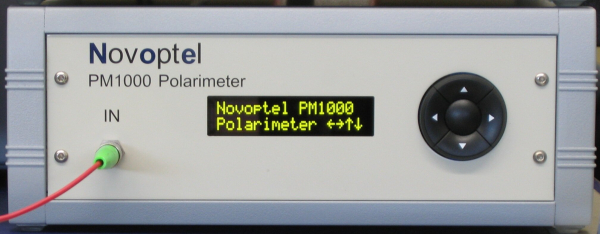 Novoptel
PM1000 Polarimeter
IN
Novoptel PM1000
Polarimeter ←→↑↓